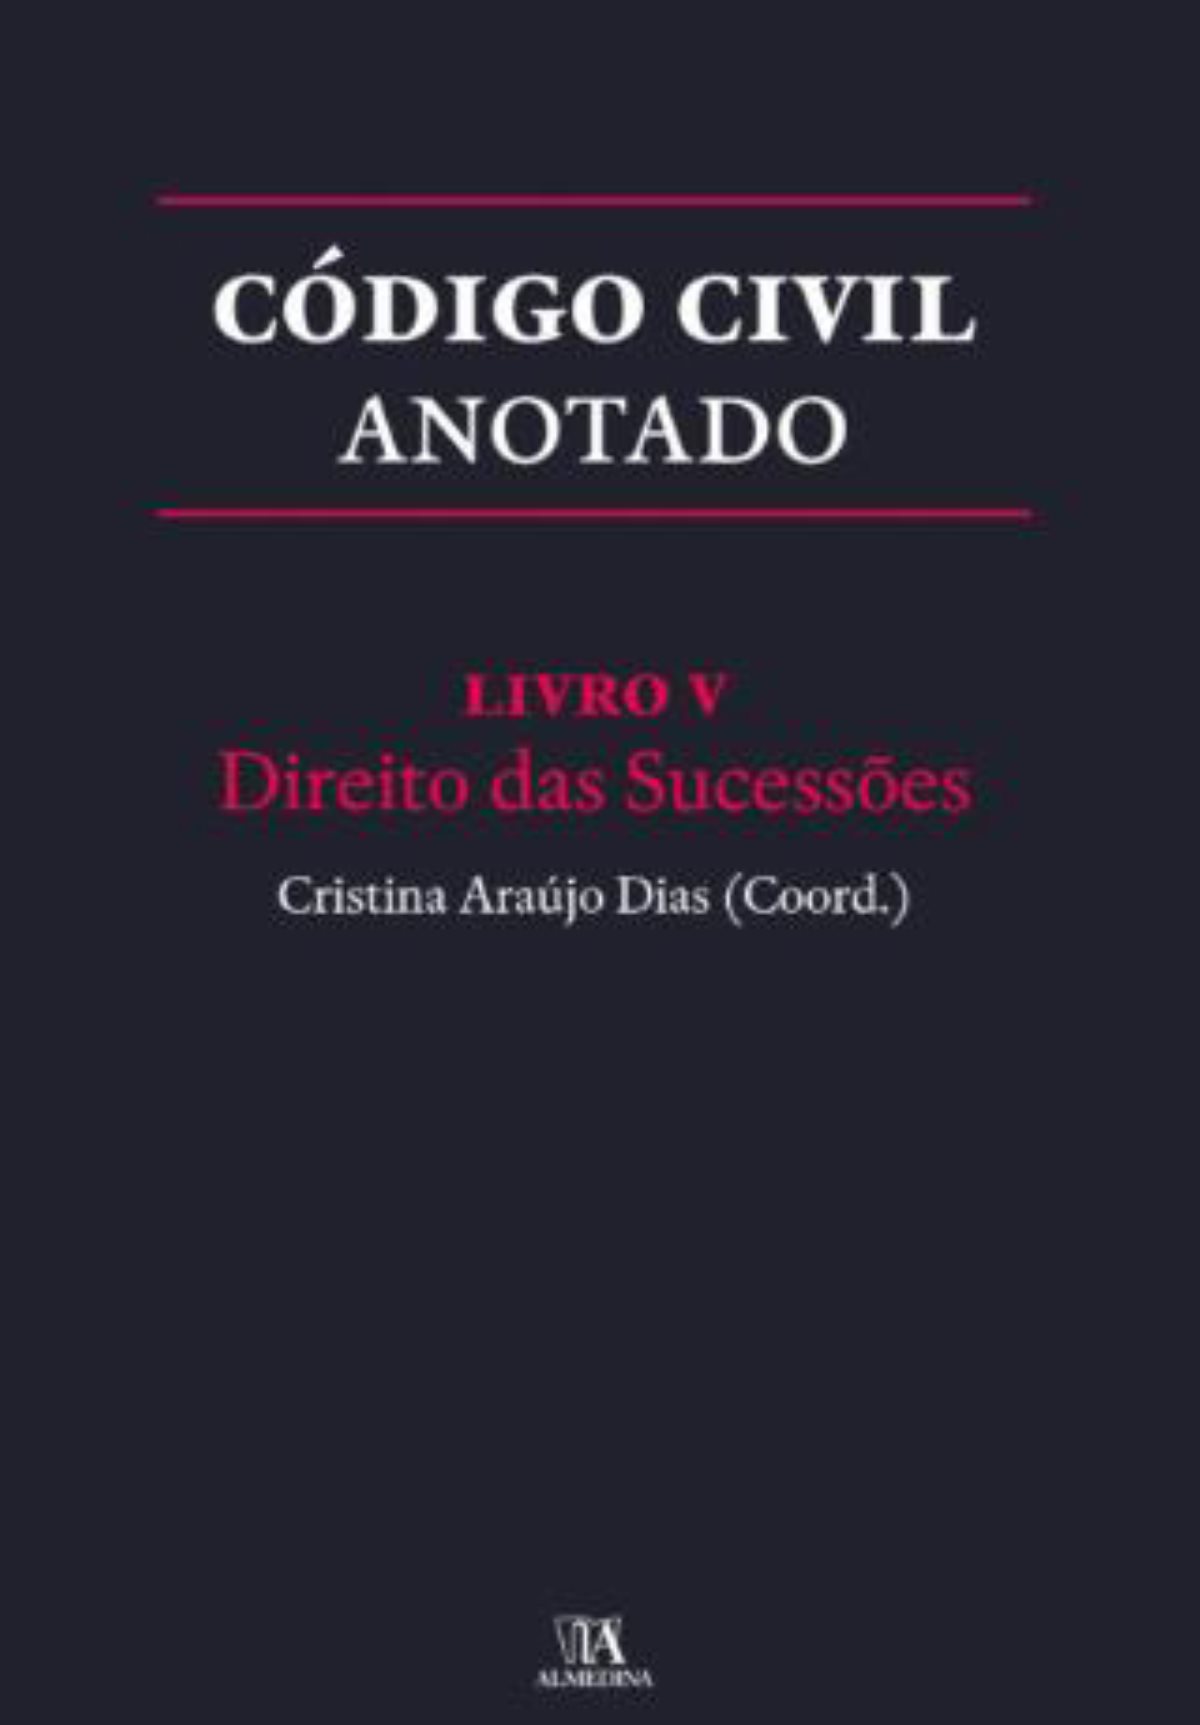 CÓDIGO CIVIL
ANOTADO
LIVRO V
Direito das Sucessões
Cristina Araújo Dias (Coord.)
ALMEDINA